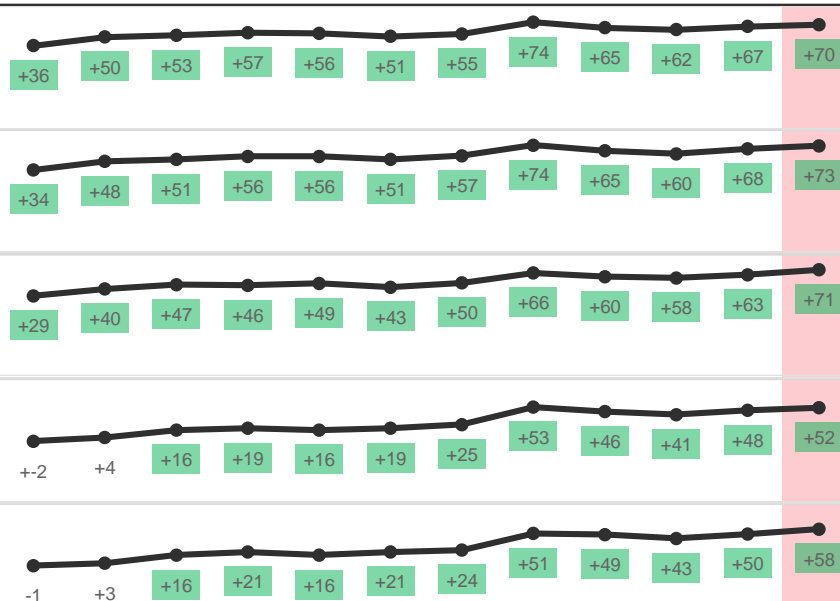 +36 +50 +53 +57 +56 +51 +55 +74 +65 +62 +67 +70
+34 +48 +51 +56 +56 +51 +57 +74 +65 +60 +68 +73
+29 +40 +47 +46 +49 +43 +50 +66 +60 +58 +63 +71
+-2 +4 +16 +19 +16 +19 +25 +53 +46 +41 +48 +52
-1 +3 +16 +21 +16 +21 +24 +51 +49 +43 +50 +58